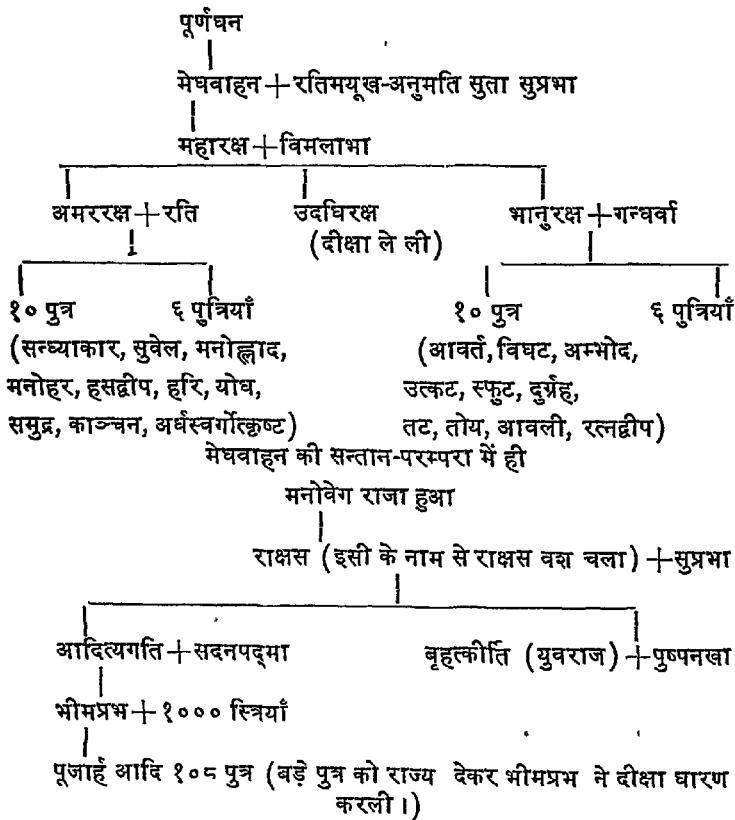 पूर्णघन
मेघवाहन+रतिमयूख-अनुमति सुता सुप्रभा
महारक्ष+विमलाभा
अमररक्ष+रति उदधिरक्ष भानुरक्ष+गन्धर्वा
(दीक्षा ले ली)
१० पुत्र ६ पुत्रियाँ १० पुत्र ६ पुत्रियाँ
(सन्ध्याकार, सुवेल, मनोह्लाद, (आवर्त, विघट, अम्भोद,
मनोहर, हसद्वीप, हरि, योध, उत्कट, स्फुट, दुर्ग्रह,
समुद्र, काञ्चन, अर्धस्वर्गोत्कृष्ट) तट, तोय, आवली, रत्नद्वीप)
मेघवाहन की सन्तान-परम्परा में ही
मनोवेग राजा हुआ
राक्षस (इसी के नाम से राक्षस वश चला)+सुप्रभा
आदित्यगति+सदनपद्मा बृहत्कीर्ति (युवराज)+पुष्पनखा
भीमप्रभ+१००० स्त्रियाँ
पूजार्ह आदि १०८ पुत्र (बड़े पुत्र को राज्य देकर भीमप्रभ ने दीक्षा धारण
करली।)